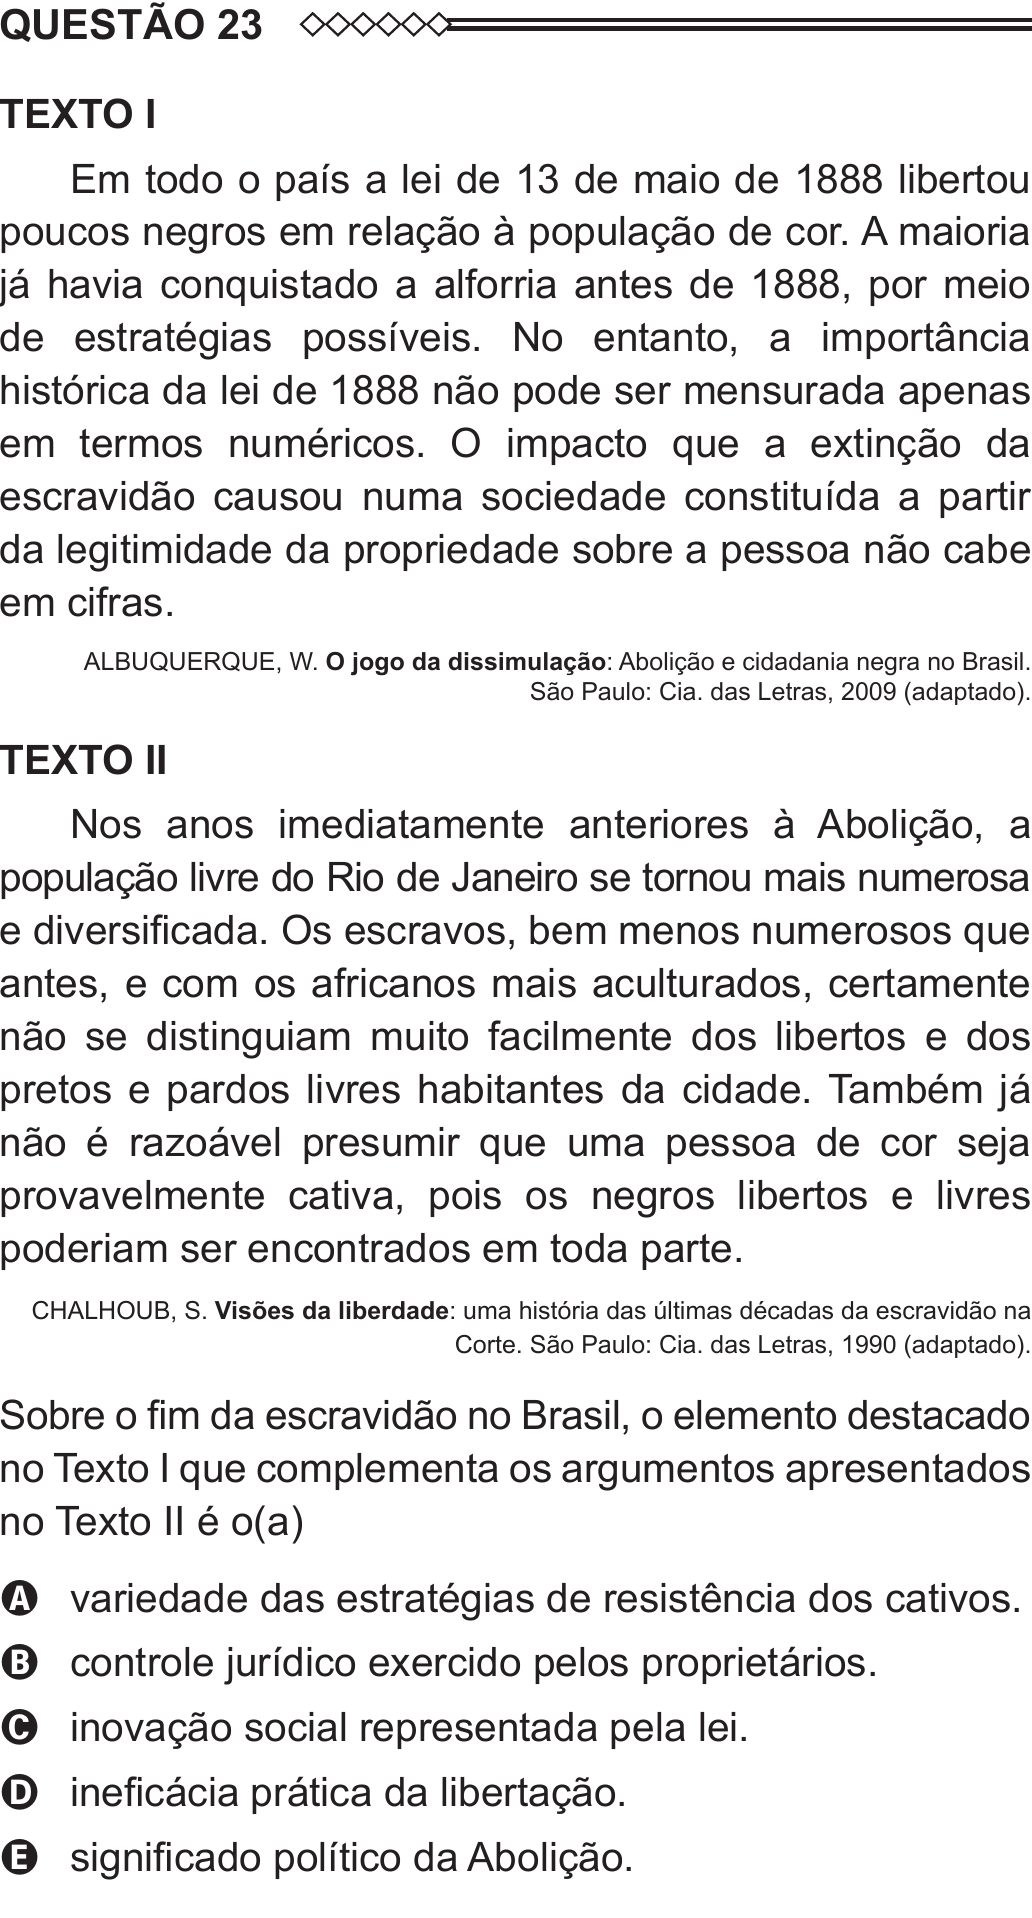 QUESTÃO 23
TEXTO I
Em todo o país a lei de 13 de maio de 1888 libertou
poucos negros em relação à população de cor. A maioria
já havia conquistado a alforria antes de 1888, por meio
de estratégias possíveis. No entanto, a importância
histórica da lei de 1888 não pode ser mensurada apenas
em termos numéricos. O impacto que a extinção da
escravidão causou numa sociedade constituída a partir
da legitimidade da propriedade sobre a pessoa não cabe
em cifras.
ALBUQUERQUE, W. O jogo da dissimulação: Abolição e cidadania negra no Brasil.
São Paulo: Cia. das Letras, 2009 (adaptado).
TEXTO II
Nos anos imediatamente anteriores à Abolição, a
população livre do Rio de Janeiro se tornou mais numerosa
e diversificada. Os escravos, bem menos numerosos que
antes, e com os africanos mais aculturados, certamente
não se distinguiam muito facilmente dos libertos e dos
pretos e pardos livres habitantes da cidade. Também já
não é razoável presumir que uma pessoa de cor seja
provavelmente cativa, pois os negros libertos e livres
poderiam ser encontrados em toda parte.
CHALHOUB, S. Visões da liberdade: uma história das últimas décadas da escravidão na
Corte. São Paulo: Cia. das Letras, 1990 (adaptado).
Sobre o fim da escravidão no Brasil, o elemento destacado
no Texto I que complementa os argumentos apresentados
no Texto II é o(a)
A variedade das estratégias de resistência dos cativos.
B controle jurídico exercido pelos proprietários.
C inovação social representada pela lei.
D ineficácia prática da libertação.
E significado político da Abolição.